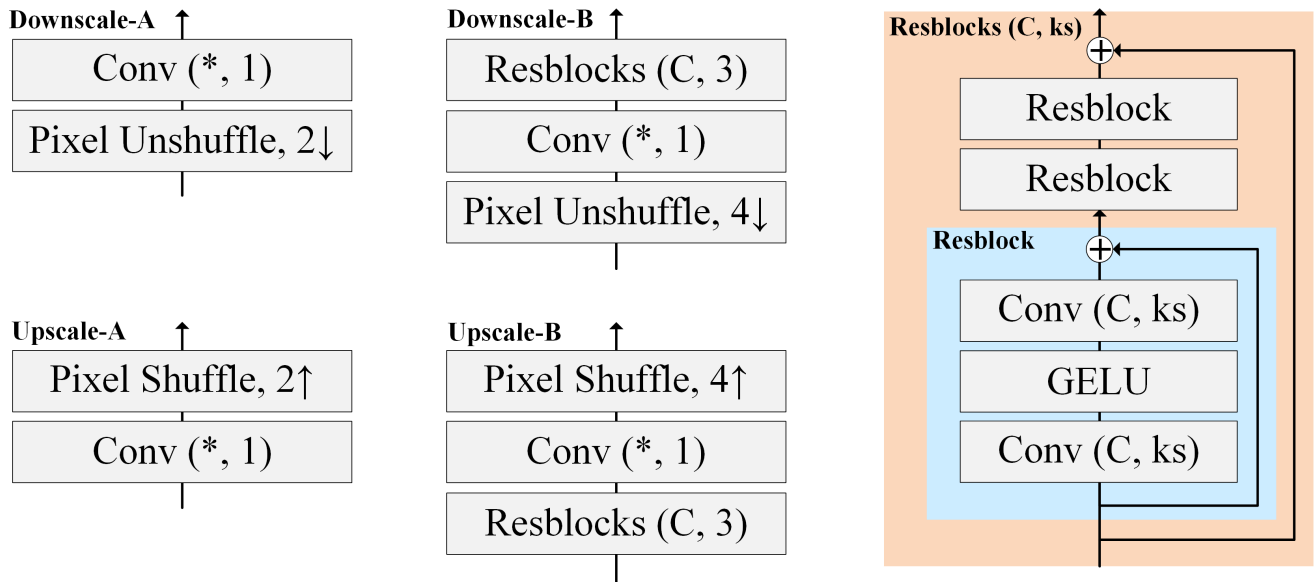 Downscale-A
Conv (*, 1)
Pixel Unshuffle, 2↓
Downscale-B
Resblocks (C, 3)
Conv (*, 1)
Pixel Unshuffle, 4↓
Upscale-A
Pixel Shuffle, 2↑
Conv (*, 1)
Upscale-B
Pixel Shuffle, 4↑
Conv (*, 1)
Resblocks (C, 3)
Resblocks (C, ks)
Resblock
Resblock
Resblock
Conv (C, ks)
GELU
Conv (C, ks)